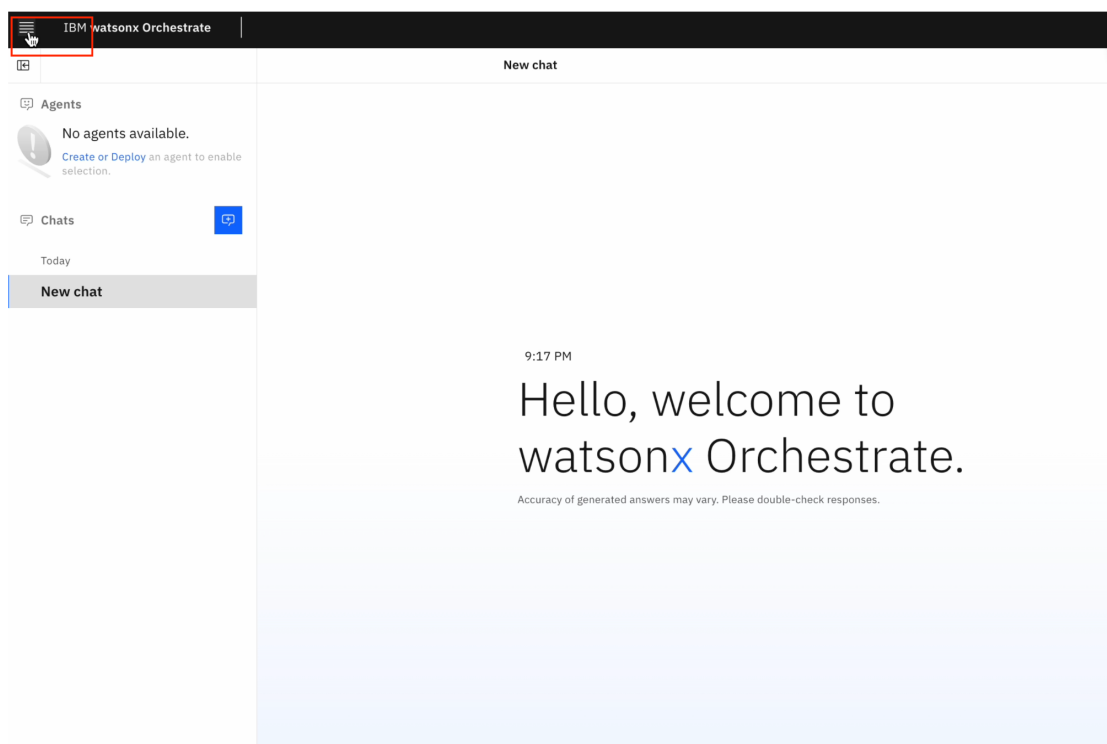 IBM watsonx Orchestrate
New chat
Agents
No agents available.
Create or Deploy an agent to enable
selection.
Chats
Today
New chat
9:17 PM
Hello, welcome to
watsonx Orchestrate.
Accuracy of generated answers may vary. Please double-check responses.